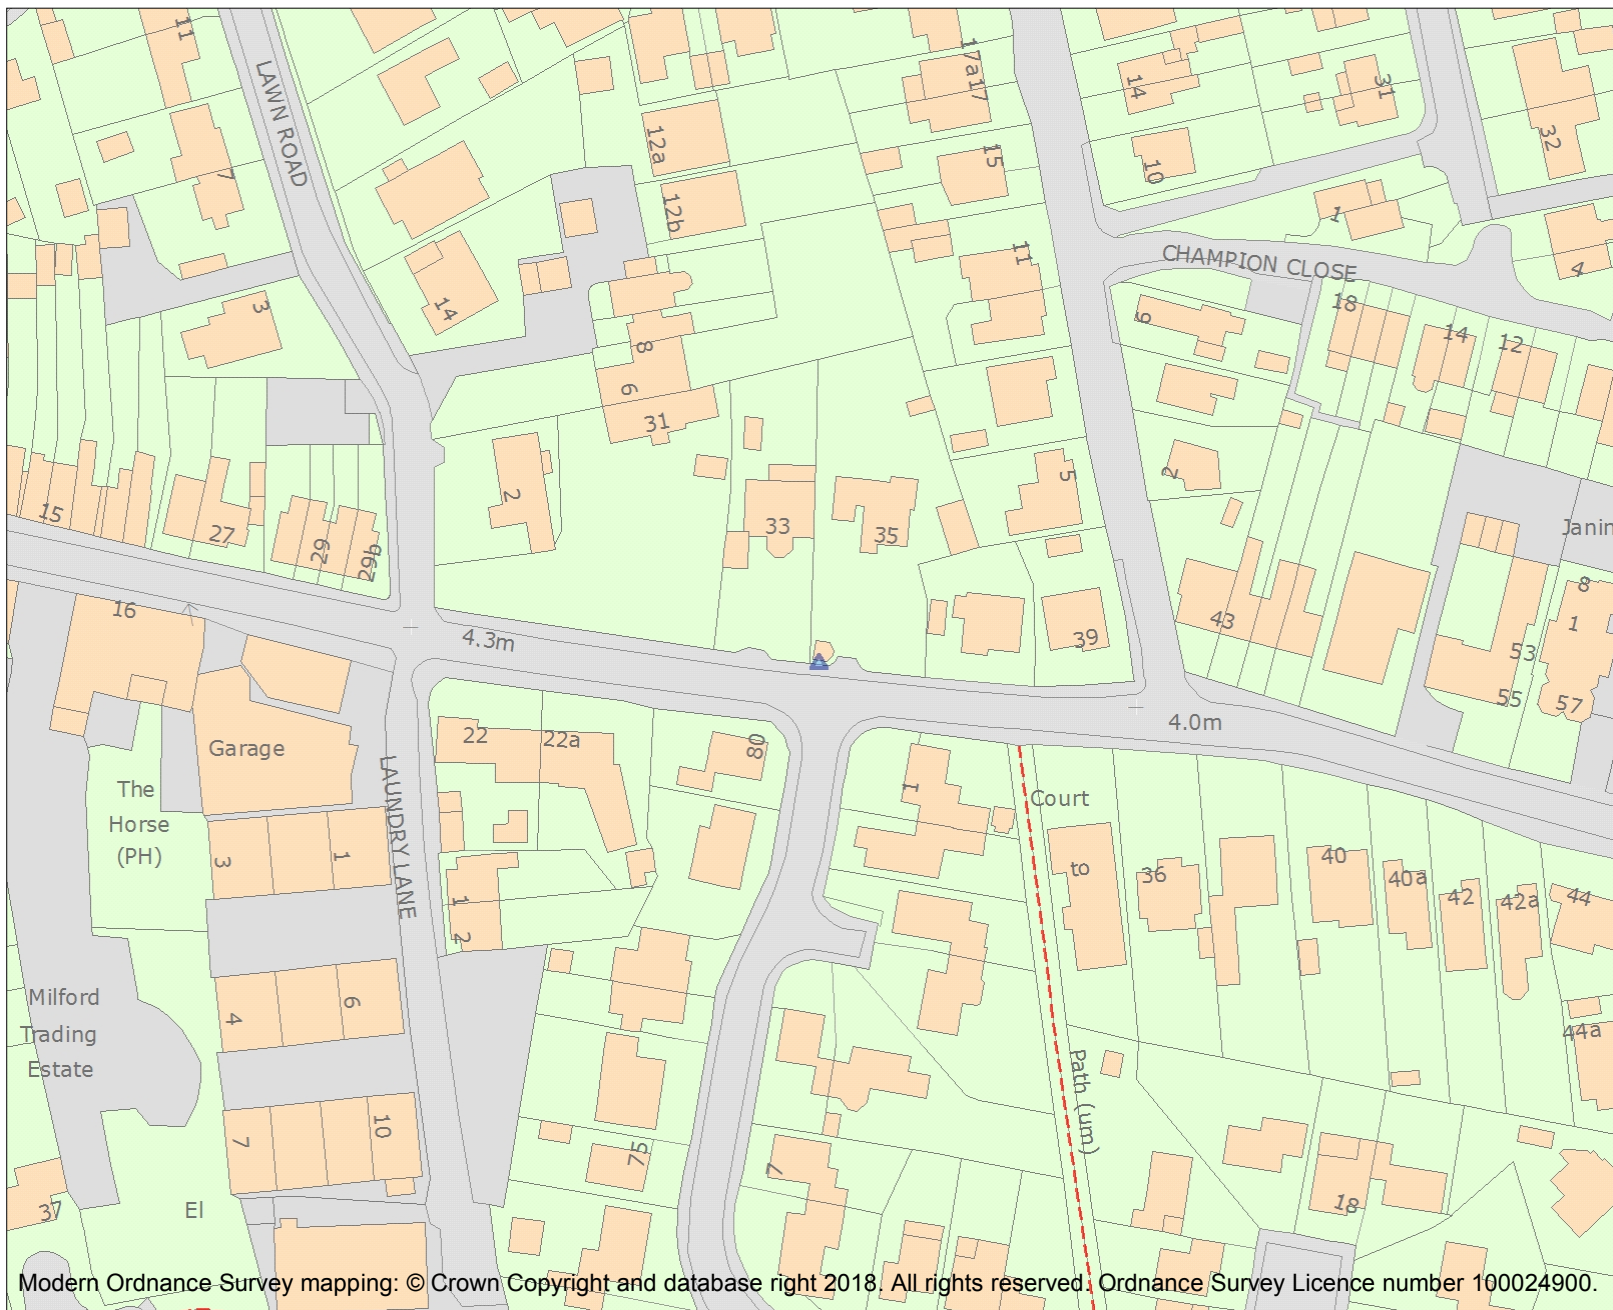 11
LAWN ROAD
17a17
14
31
32
12a
15
10
7
12b
1
11
CHAMPION CLOSE
4
3
14
18
9
14
12
8
6
31
2
5
2
15
27
29
29b
33
35
Janin
16
4.3m
39
43
8
1
53
55
57
4.0m
22
22a
80
Garage
LAUNDRY LANE
The
Horse
(PH)
1
Court
3
1
to
36
40
40a
42
42a
44
1
2
Milford
Trading
Estate
4
6
44a
Path (um)
7
10
75
7
18
37
El
Modern Ordnance Survey mapping: © Crown Copyright and database right 2018. All rights reserved. Ordnance Survey Licence number 100024900.